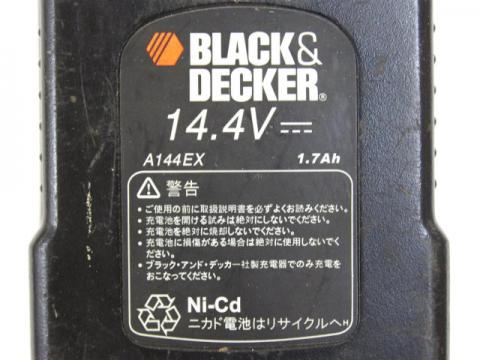 BLACK&
DECKER®
14.4V
A144EX 1.7Ah
警告
・ご使用の前に取扱説明書を必ずよくお読みください。
・充電池を開ける試みは絶対にしないでください。
・充電池を絶対に焼却しないでください。
・充電池に損傷がある場合は絶対に使用しないで
ください。
・ブラック・アンド・デッカー社製充電器でのみ充電を
おこなってください。
Ni-Cd
ニカド電池はリサイクルへH